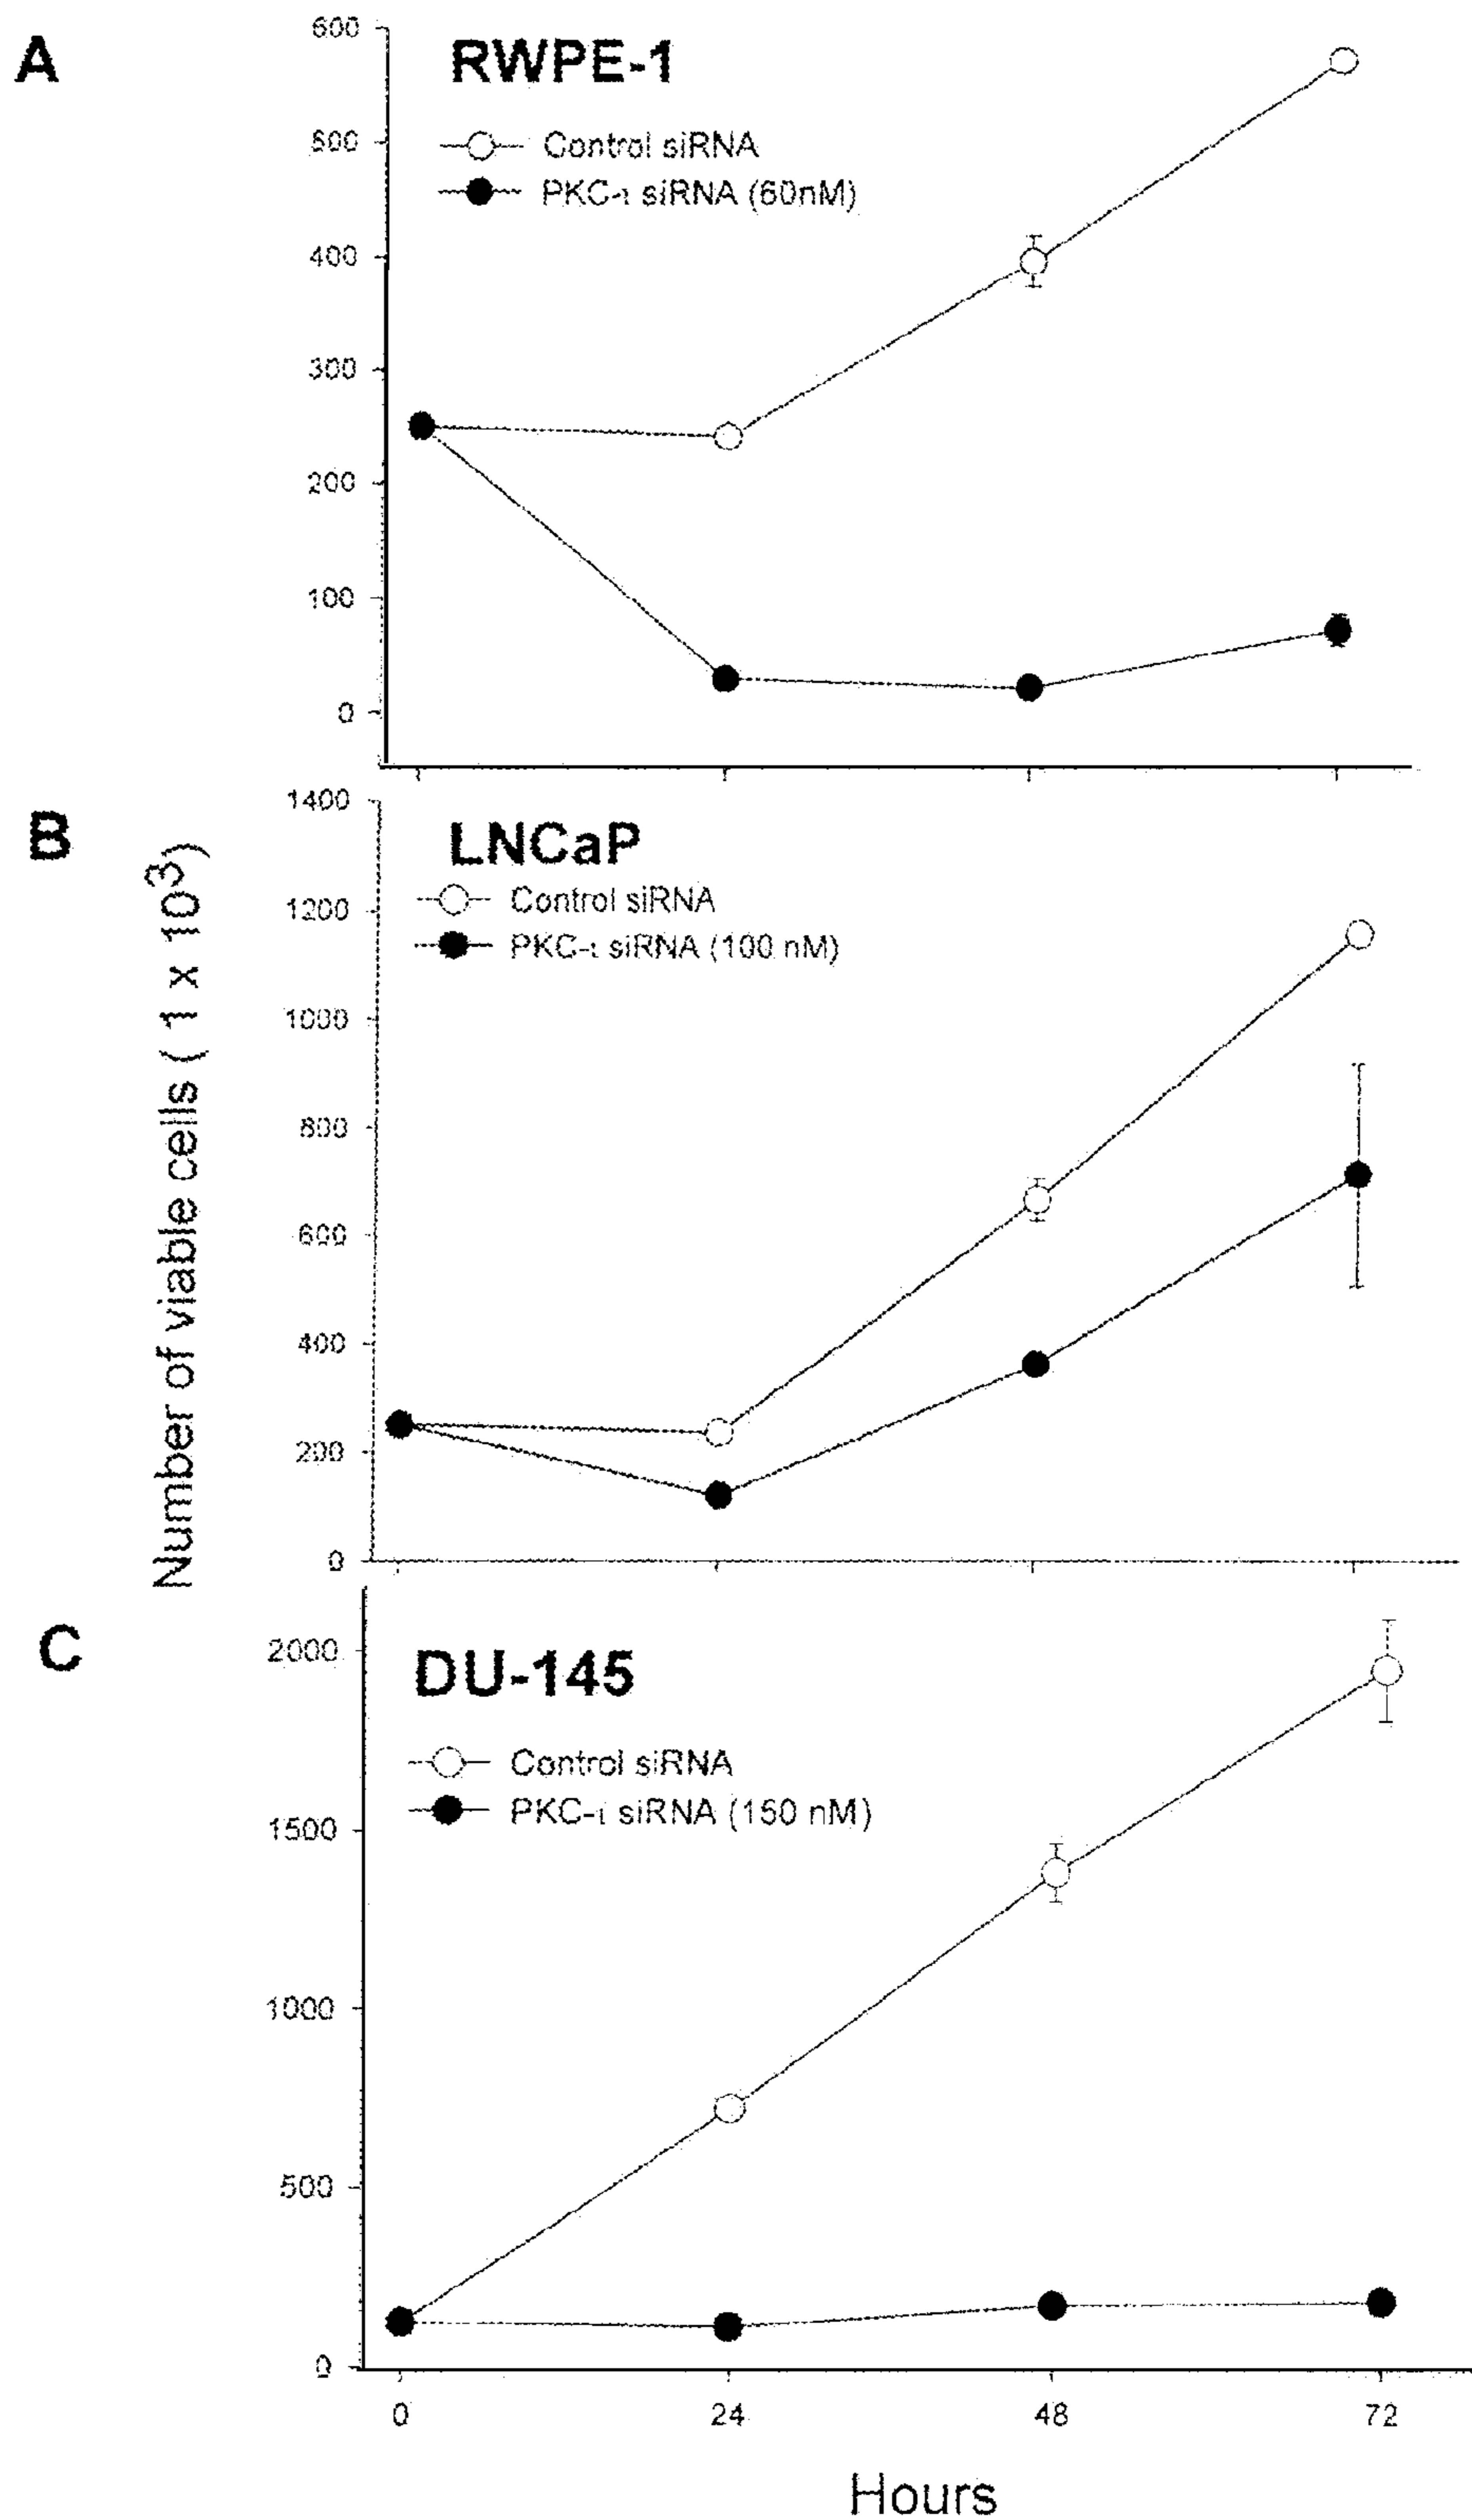 A
RWPE-1
Control siRNA
PKC-ι siRNA (60nM)
600
500
400
300
200
100
0
B
LNCaP
Control siRNA
PKC-ι siRNA (100 nM)
1400
1200
1000
800
600
400
200
0
Number of viable cells ( 1 x 10³)
C
DU-145
Control siRNA
PKC-ι siRNA (150 nM)
2000
1500
1000
500
0
0 24 48 72
Hours